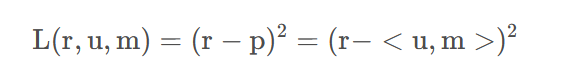 L(r, u, m) = (r − p)² = (r− < u, m >)²